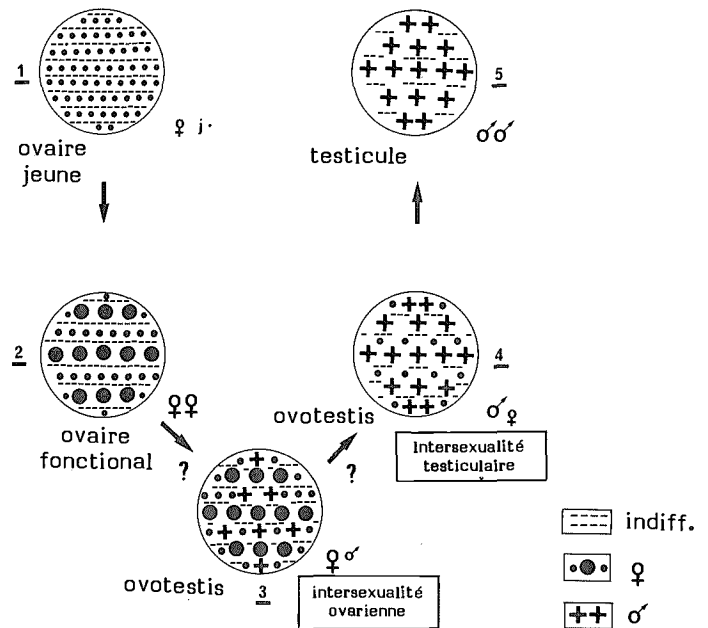 1
ovaire
jeune
♀ j.
5
testicule
♂♂
2
ovaire
fonctional
♀♀
?
ovotestis
3
♀♂
intersexualité
ovarienne
?
ovotestis
4
♂♀
intersexualité
testiculaire
indiff.
♀
♂